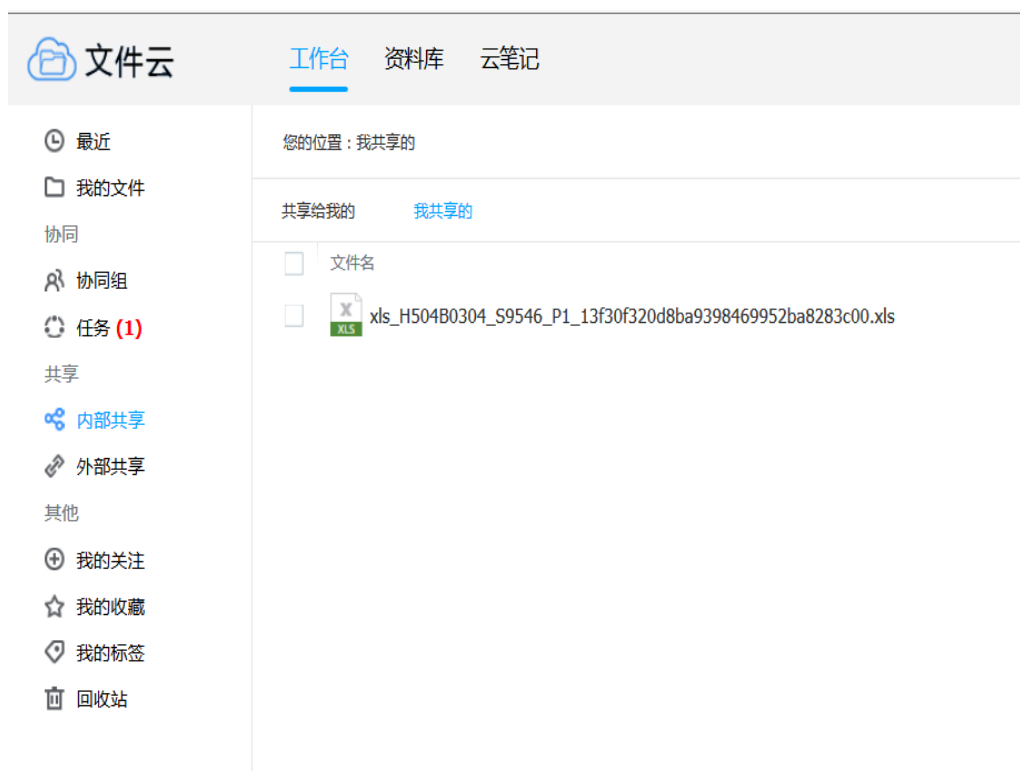 文件云
工作台 资料库 云笔记
最近
我的文件
协同
协同组
任务 (1)
共享
内部共享
外部共享
其他
我的关注
我的收藏
我的标签
回收站
您的位置：我共享的
共享给我的 我共享的
文件名
X
XLS
xls_H504B0304_S9546_P1_13f30f320d8ba9398469952ba8283c00.xls